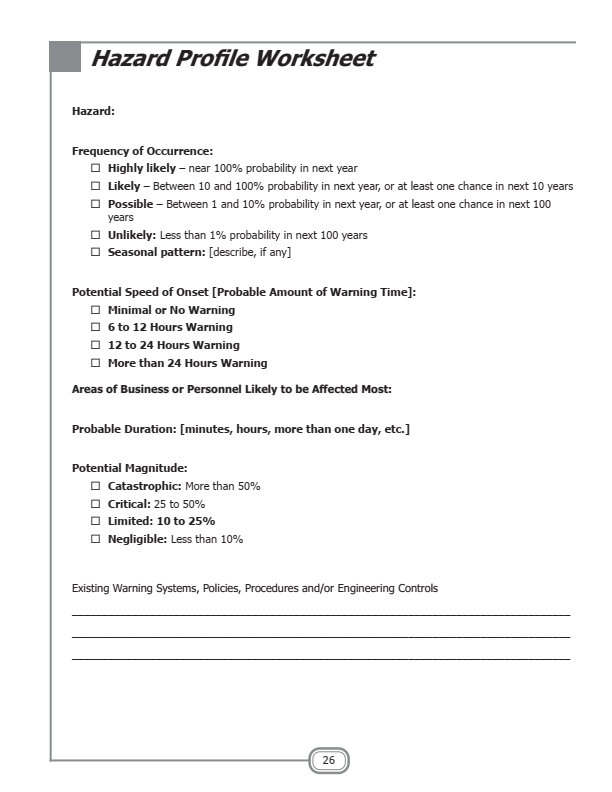 Hazard Profile Worksheet
Hazard:
Frequency of Occurrence:
☐ Highly likely – near 100% probability in next year
☐ Likely – Between 10 and 100% probability in next year, or at least one chance in next 10 years
☐ Possible – Between 1 and 10% probability in next year, or at least one chance in next 100
years
☐ Unlikely: Less than 1% probability in next 100 years
☐ Seasonal pattern: [describe, if any]
Potential Speed of Onset [Probable Amount of Warning Time]:
☐ Minimal or No Warning
☐ 6 to 12 Hours Warning
☐ 12 to 24 Hours Warning
☐ More than 24 Hours Warning
Areas of Business or Personnel Likely to be Affected Most:
Probable Duration: [minutes, hours, more than one day, etc.]
Potential Magnitude:
☐ Catastrophic: More than 50%
☐ Critical: 25 to 50%
☐ Limited: 10 to 25%
☐ Negligible: Less than 10%
Existing Warning Systems, Policies, Procedures and/or Engineering Controls
26